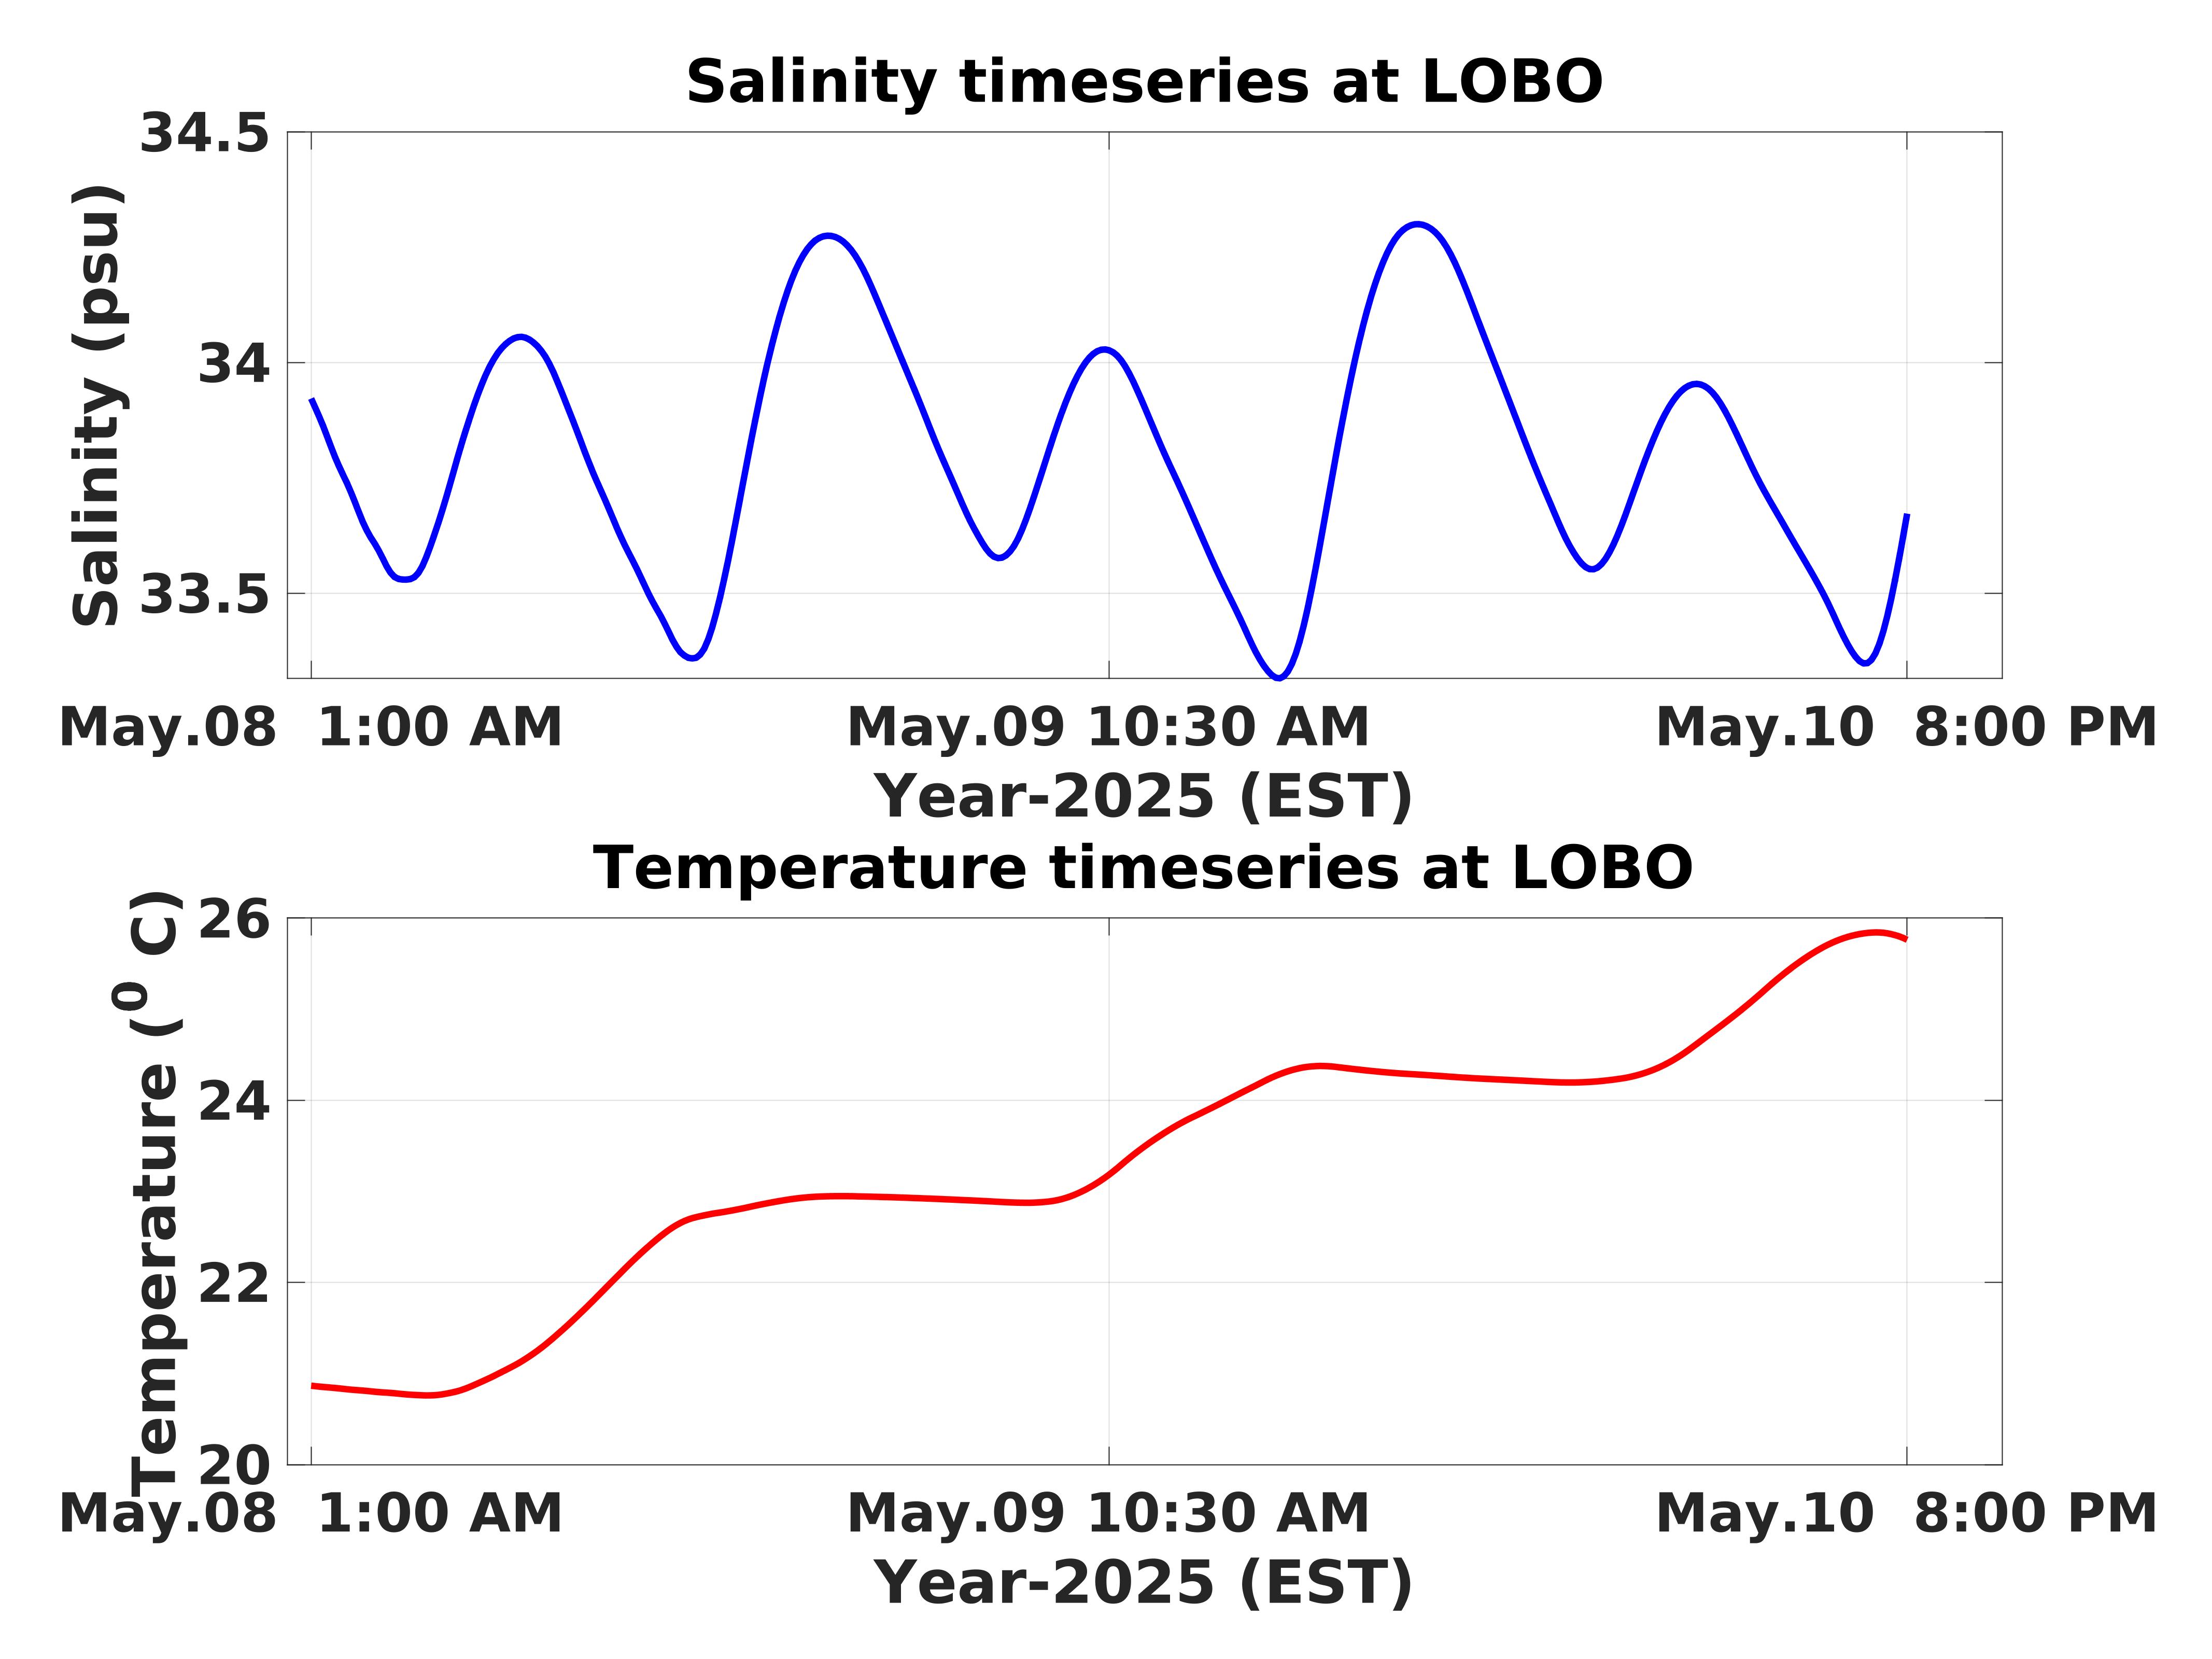 Salinity timeseries at LOBO
34.5
34
33.5
Salinity (psu)
May.08 1:00 AM May.09 10:30 AM May.10 8:00 PM
Year-2025 (EST)
Temperature timeseries at LOBO
26
24
22
20
Temperature (⁰ C)
May.08 1:00 AM May.09 10:30 AM May.10 8:00 PM
Year-2025 (EST)